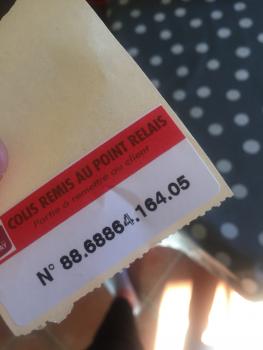 COLIS REMIS AU POINT RELAIS
Partie à remettre au client
N° 88.68864.164.05